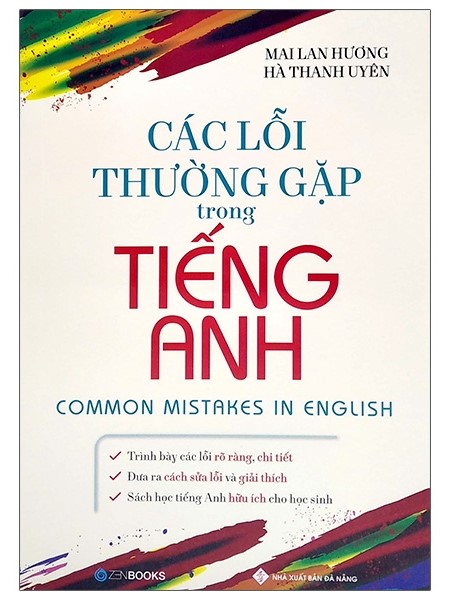 MAI LAN HƯƠNG
HÀ THANH UYÊN
CÁC LỖI
THƯỜNG GẶP
trong
TIẾNG
ANH
COMMON MISTAKES IN ENGLISH
Trình bày các lỗi rõ ràng, chi tiết
Đưa ra cách sửa lỗi và giải thích
Sách học tiếng Anh hữu ích cho học sinh
ZENBOOKS
NHÀ XUẤT BẢN ĐÀ NẴNG